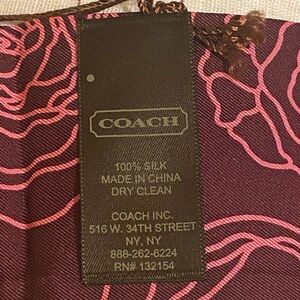 COACH
100% SILK
MADE IN CHINA
DRY CLEAN
COACH INC.
516 W. 34TH STREET
NY, NY
888-262-6224
RN# 132154